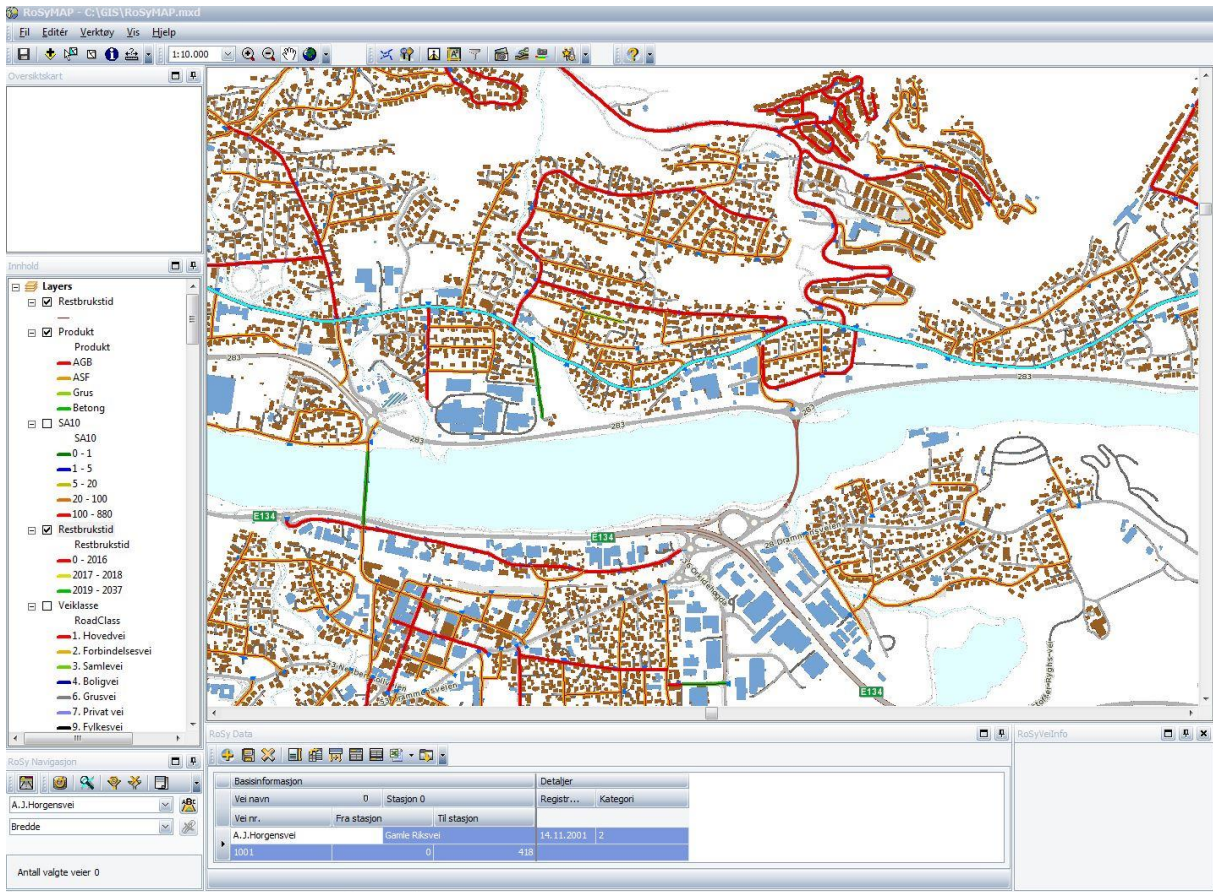 RoSyMAP - C:\GIS\RoSyMAP.mxd
Fil Editér Verktøy Vis Hjelp
1:10.000
Oversiktskart
Innhold
Layers
Restbrukstid
Produkt
Produkt
AGB
ASF
Grus
Betong
SA10
SA10
0 - 1
1 - 5
5 - 20
20 - 100
100 - 880
Restbrukstid
Restbrukstid
0 - 2016
2017 - 2018
2019 - 2037
Veiklasse
RoadClass
1. Hovedvei
2. Forbindelsesvei
3. Samlevei
4. Boligvei
6. Grusvei
7. Privat vei
9. Fylkesvei
283
283
283
283
283
E134
E134
E134
28 Drammensveien
RoSy Navigasjon
A.J.Horgensvei
ABC
Bredde
Antall valgte veier 0
RoSy Data
Basisinformasjon Detaljer
Vei navn 0 Stasjon 0 Registr... Kategori
Vei nr. Fra stasjon Til stasjon
A.J.Horgensvei Gamle Riksvei 14.11.2001 2
1001 0 418
RoSyVeiInfo